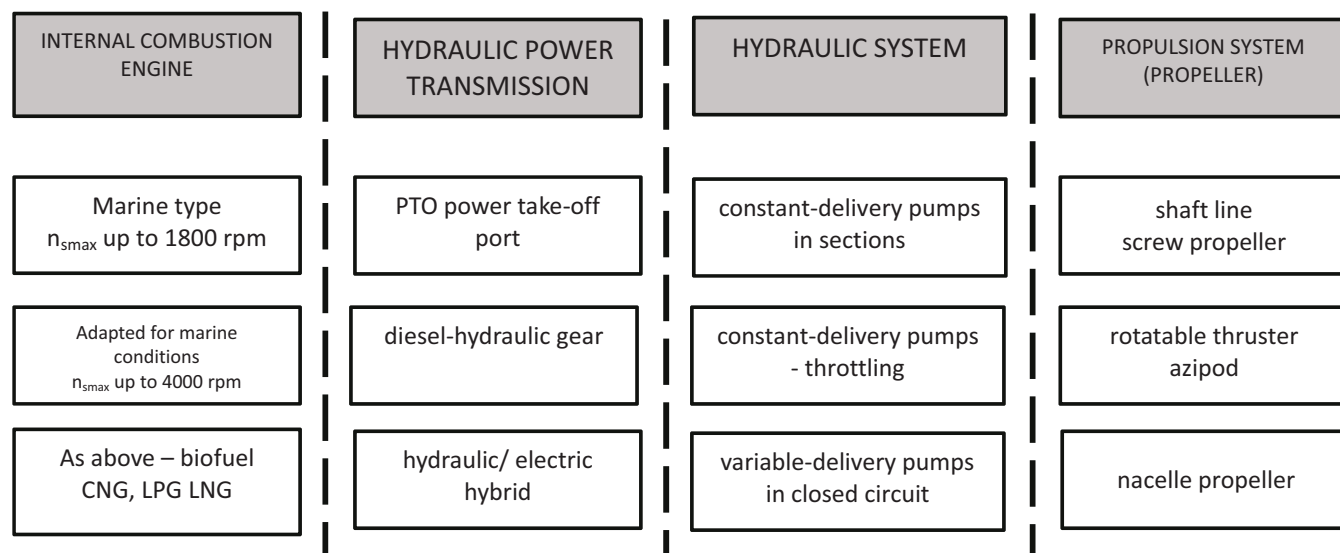 INTERNAL COMBUSTION
ENGINE
HYDRAULIC POWER
TRANSMISSION
HYDRAULIC SYSTEM
PROPULSION SYSTEM
(PROPELLER)
Marine type
nsmax up to 1800 rpm
PTO power take-off
port
constant-delivery pumps
in sections
shaft line
screw propeller
Adapted for marine
conditions
nsmax up to 4000 rpm
diesel-hydraulic gear
constant-delivery pumps
- throttling
rotatable thruster
azipod
As above – biofuel
CNG, LPG LNG
hydraulic/ electric
hybrid
variable-delivery pumps
in closed circuit
nacelle propeller